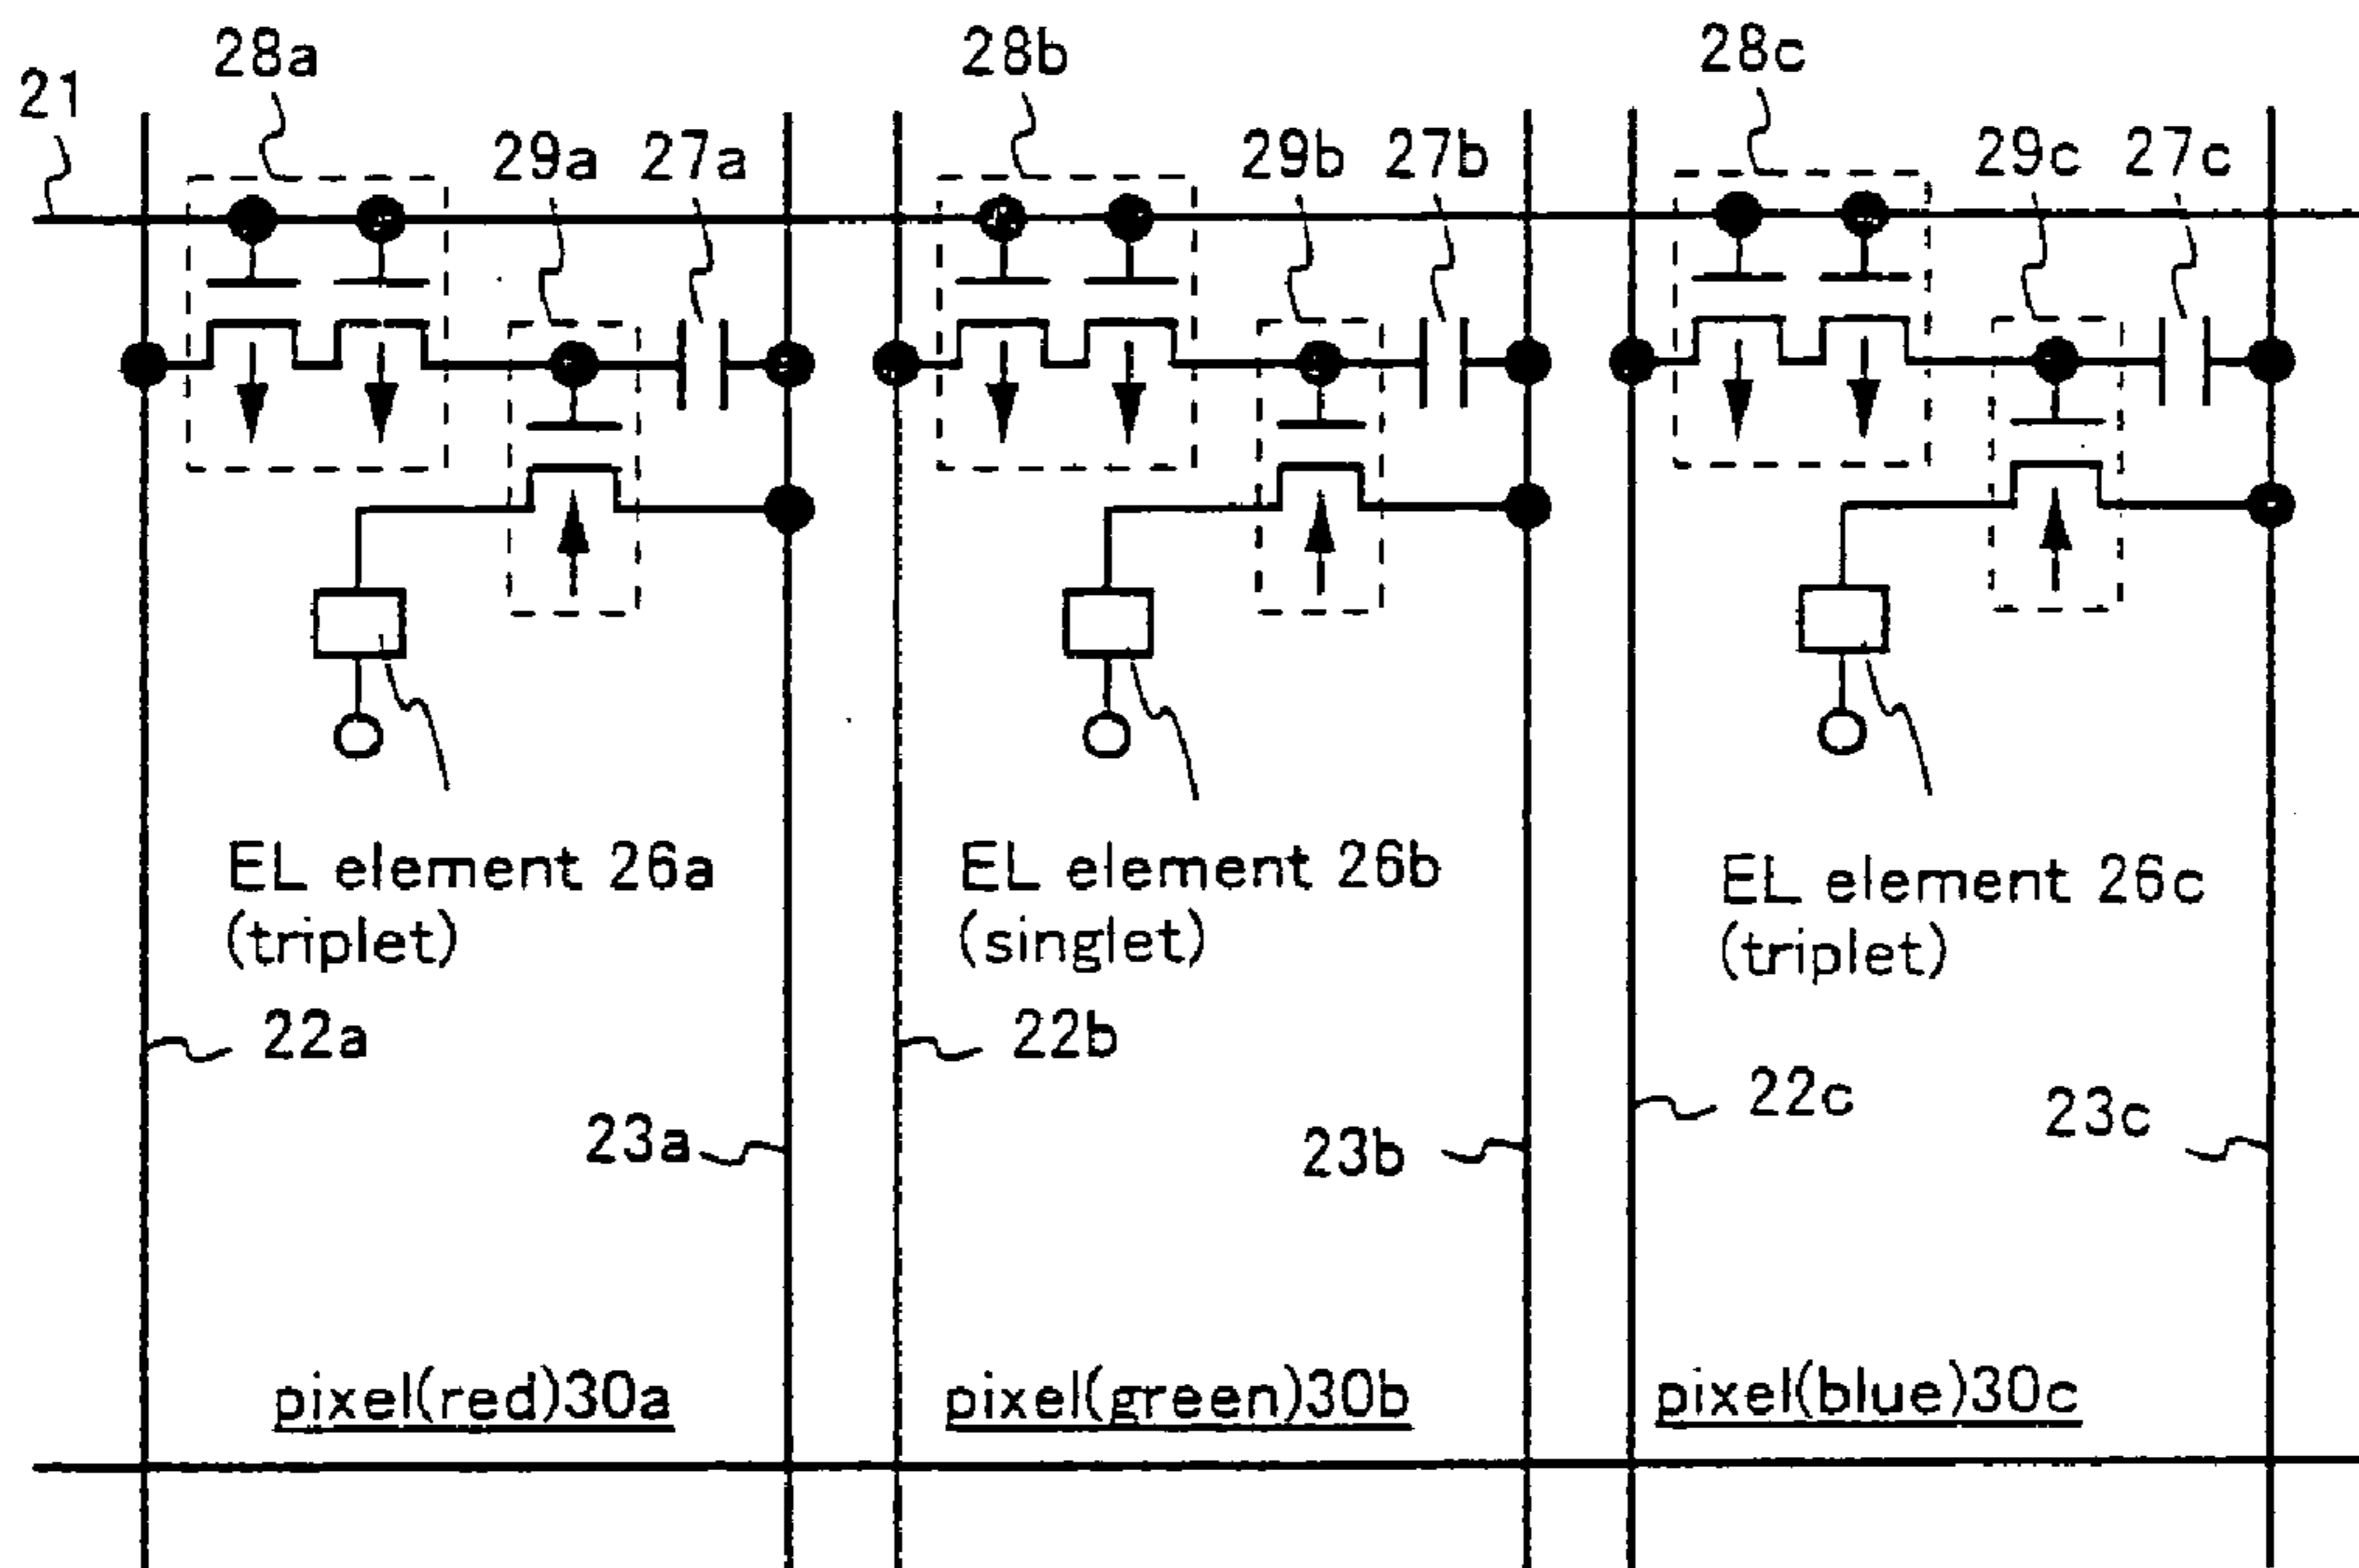 21
28a
28b
28c
29a
27a
29b
27b
29c
27c
EL element 26a
(triplet)
EL element 26b
(singlet)
EL element 26c
(triplet)
22a
22b
22c
23a
23b
23c
pixel(red)30a
pixel(green)30b
pixel(blue)30c